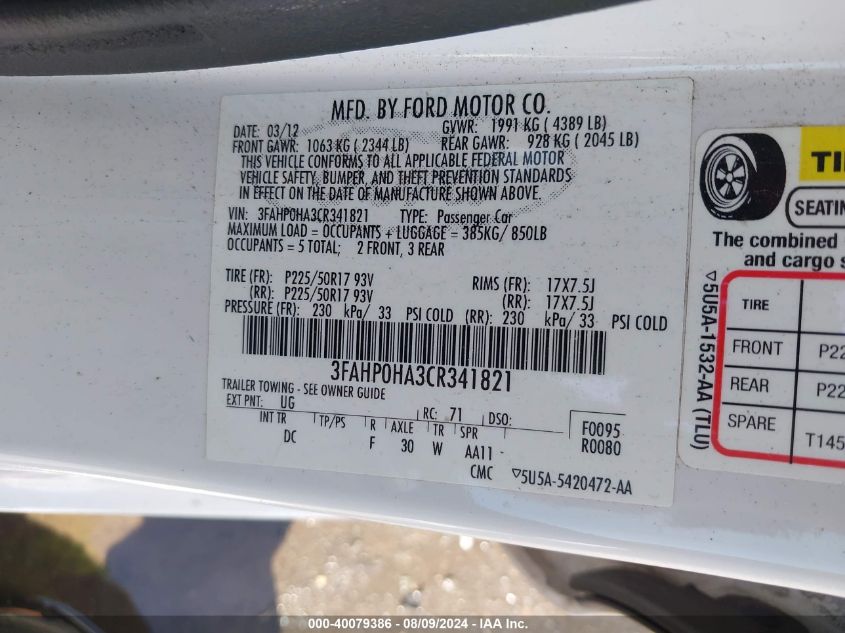 MFD. BY FORD MOTOR CO.
DATE: 03/12 GVWR: 1991 KG ( 4389 LB)
FRONT GAWR: 1063 KG ( 2344 LB) REAR GAWR: 928 KG ( 2045 LB)
THIS VEHICLE CONFORMS TO ALL APPLICABLE FEDERAL MOTOR
VEHICLE SAFETY, BUMPER, AND THEFT PREVENTION STANDARDS
IN EFFECT ON THE DATE OF MANUFACTURE SHOWN ABOVE.
VIN: 3FAHP0HA3CR341821 TYPE: Passenger Car
MAXIMUM LOAD = OCCUPANTS + LUGGAGE = 385KG/ 850LB
OCCUPANTS = 5 TOTAL; 2 FRONT, 3 REAR
TIRE (FR): P225/50R17 93V RIMS (FR): 17X7.5J
(RR): P225/50R17 93V (RR): 17X7.5J
PRESSURE (FR): 230 kPa/ 33 PSI COLD (RR): 230 kPa/ 33 PSI COLD
3FAHP0HA3CR341821
TRAILER TOWING - SEE OWNER GUIDE
EXT PNT: UG RC: 71 DSO:
INT TR TP/PS R AXLE TR SPR F0095
DC F 30 W AA11 R0080
CMC ▽5U5A-5420472-AA
TI
SEATIN
The combined
and cargo s
TIRE
FRONT P22
REAR P22
SPARE T145
▽5U5A-1532-AA (TLU)
000-40079386 - 08/09/2024 - IAA Inc.